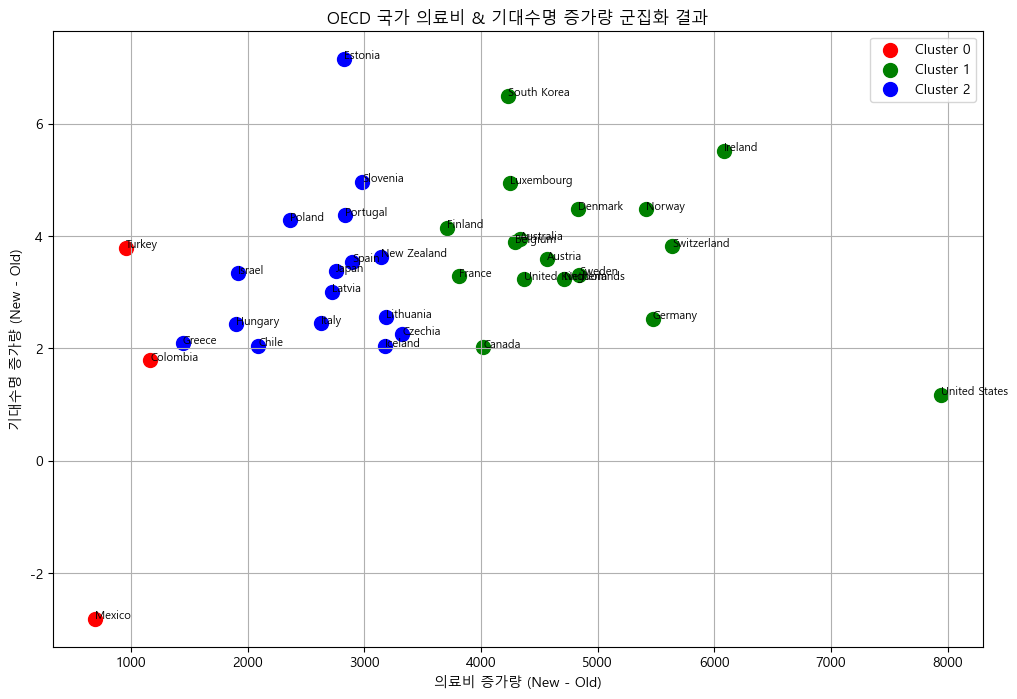 OECD 국가 의료비 & 기대수명 증가량 군집화 결과
Cluster 0
Cluster 1
Cluster 2
Estonia
South Korea
Ireland
Slovenia
Luxembourg
Poland
Portugal
Denmark
Norway
Finland
Turkey
Australia
Belgium
Switzerland
New Zealand
Spain
Japan
Austria
Israel
France
Sweden
United Kingdom
Netherlands
Latvia
Lithuania
Hungary
Italy
Germany
Czechia
Greece
Chile
Iceland
Canada
Colombia
United States
Mexico
6
4
2
0
-2
기대수명 증가량 (New - Old)
1000 2000 3000 4000 5000 6000 7000 8000
의료비 증가량 (New - Old)